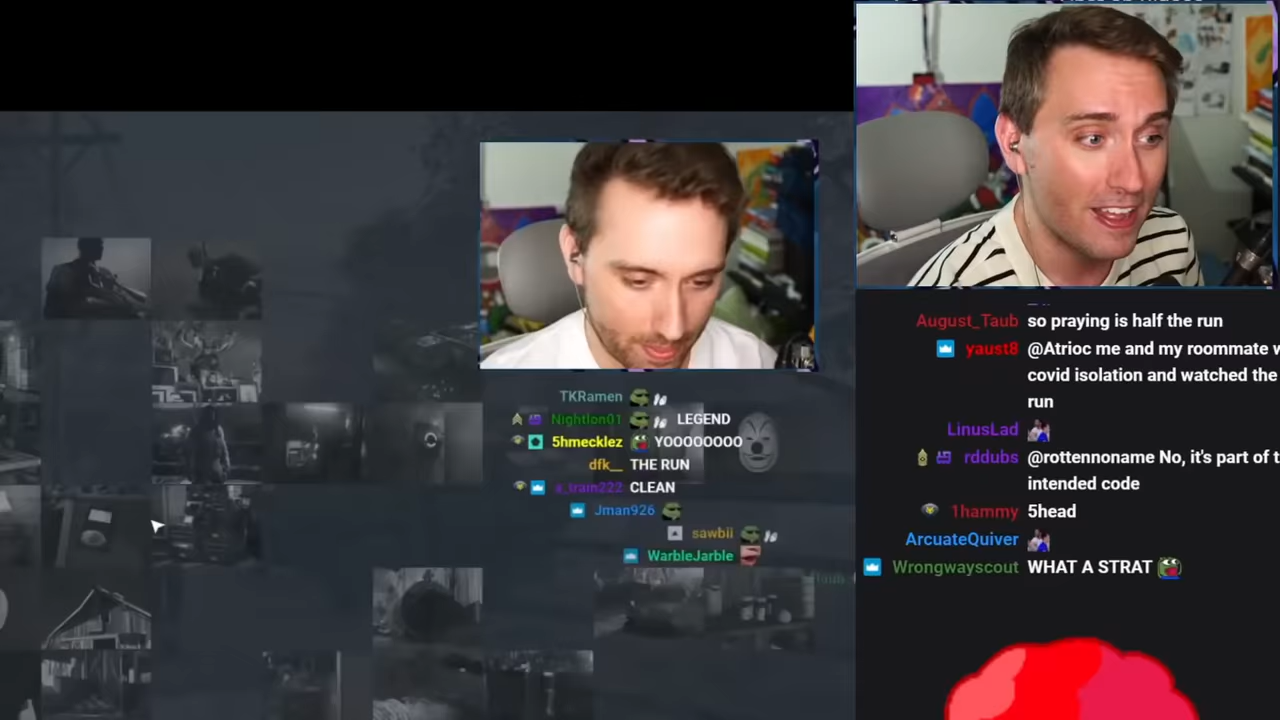 TKRamen
Nightlon01 LEGEND
5hmecklez YOOOOOOOO
dfk__ THE RUN
a_tram222 CLEAN
Jman926
sawbii
WarbleJarble
August_Taub so praying is half the run
yaust8 @Atrioc me and my roommate w
covid isolation and watched the
run
LinusLad
rddubs @rottennoname No, it's part of t
intended code
1hammy 5head
ArcuateQuiver
Wrongwayscout WHAT A STRAT